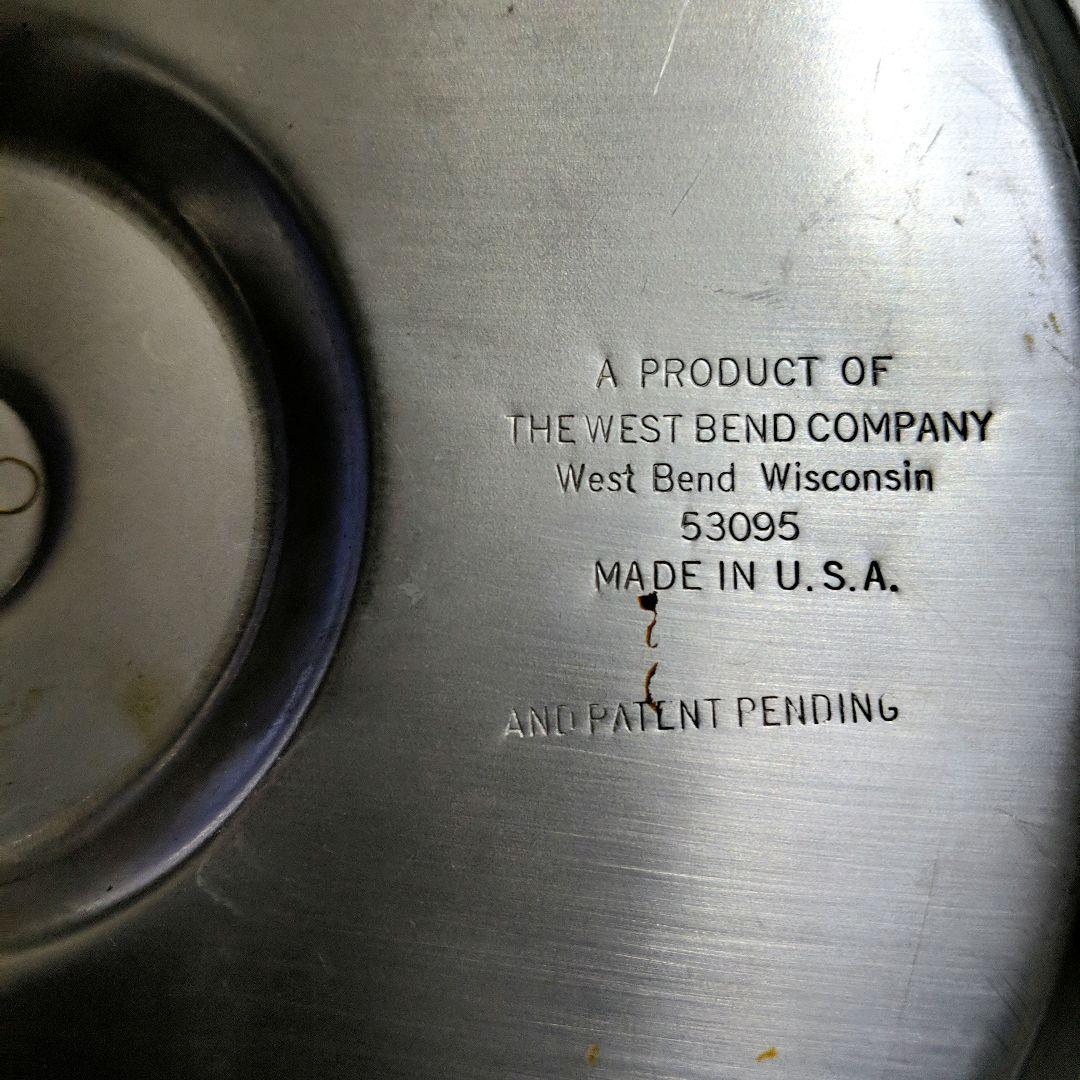 A PRODUCT OF
THE WEST BEND COMPANY
West Bend Wisconsin
53095
MADE IN U.S.A.
AND PATENT PENDING